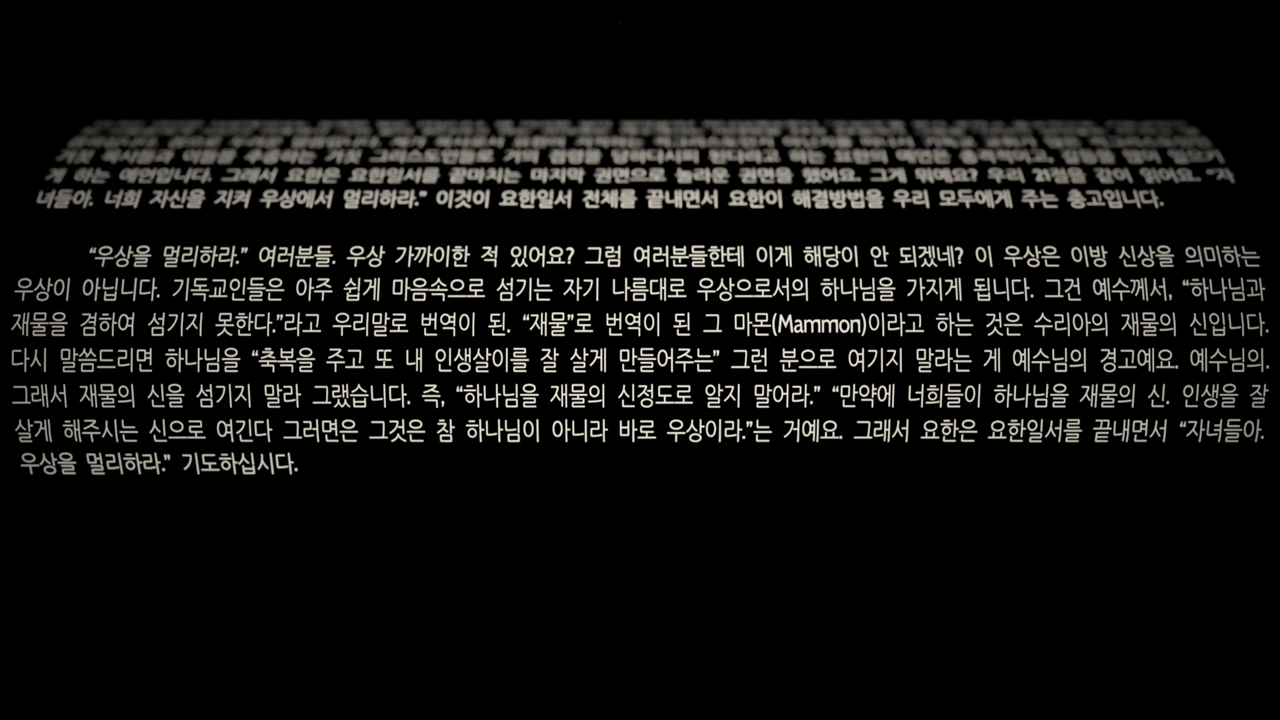 게 하는 예언입니다. 그래서 요한은 요한일서를 끝마치는 마지막 권면으로 놀라운 권면을 했어요. 그게 뭐예요? 우리 21절을 같이 읽어요. “자
녀들아. 너희 자신을 지켜 우상에서 멀리하라.” 이것이 요한일서 전체를 끝내면서 요한이 해결방법을 우리 모두에게 주는 충고입니다.
“우상을 멀리하라.” 여러분들. 우상 가까이한 적 있어요? 그럼 여러분들한테 이게 해당이 안 되겠네? 이 우상은 이방 신상을 의미하는
우상이 아닙니다. 기독교인들은 아주 쉽게 마음속으로 섬기는 자기 나름대로 우상으로서의 하나님을 가지게 됩니다. 그건 예수께서, “하나님과
재물을 겸하여 섬기지 못한다.”라고 우리말로 번역이 된. “재물”로 번역이 된 그 마몬(Mammon)이라고 하는 것은 수리아의 재물의 신입니다.
다시 말씀드리면 하나님을 “축복을 주고 또 내 인생살이를 잘 살게 만들어주는” 그런 분으로 여기지 말라는 게 예수님의 경고예요. 예수님의.
그래서 재물의 신을 섬기지 말라 그랬습니다. 즉, “하나님을 재물의 신정도로 알지 말어라.” “만약에 너희들이 하나님을 재물의 신. 인생을 잘
살게 해주시는 신으로 여긴다 그러면은 그것은 참 하나님이 아니라 바로 우상이라.”는 거예요. 그래서 요한은 요한일서를 끝내면서 “자녀들아.
우상을 멀리하라.” 기도하십시다.